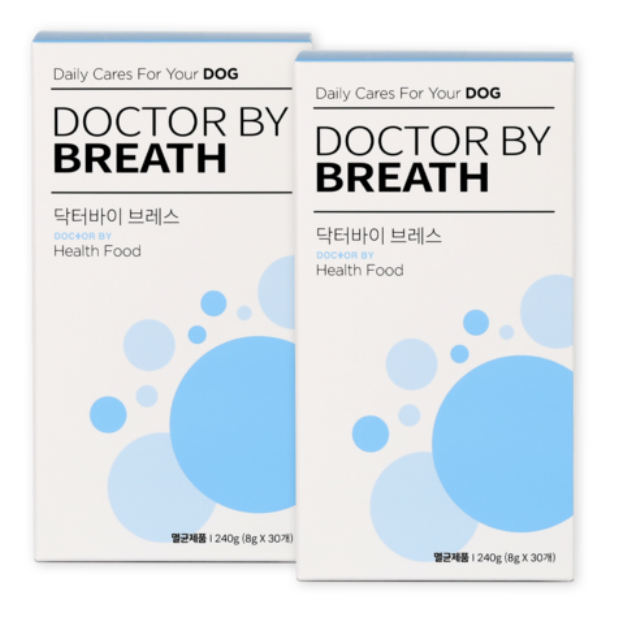 Daily Cares For Your DOG
DOCTOR BY
BREATH
닥터바이 브레스
DOCTOR BY
Health Food
멸균제품 I 240g (8g X 30개)
Daily Cares For Your DOG
DOCTOR BY
BREATH
닥터바이 브레스
DOCTOR BY
Health Food
멸균제품 I 240g (8g X 30개)